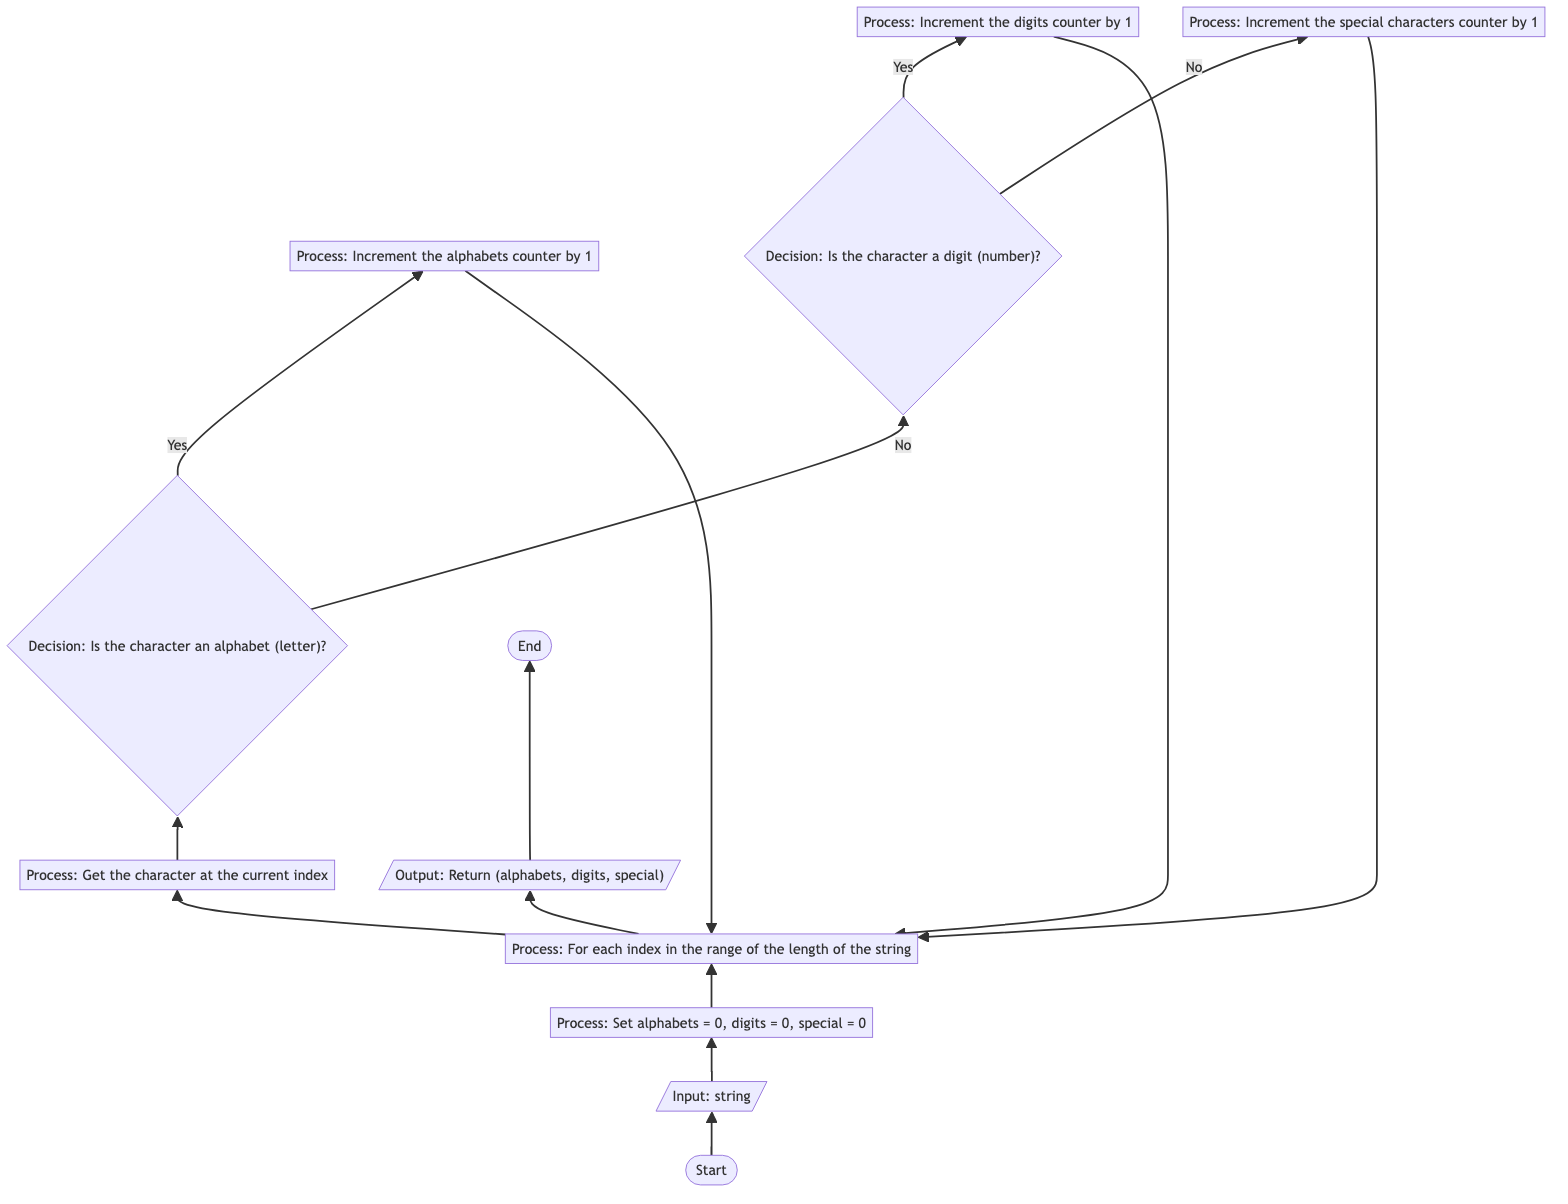 Process: Increment the digits counter by 1
Process: Increment the special characters counter by 1
Yes
No
Process: Increment the alphabets counter by 1
Decision: Is the character a digit (number)?
Yes
No
Decision: Is the character an alphabet (letter)?
End
Process: Get the character at the current index
Output: Return (alphabets, digits, special)
Process: For each index in the range of the length of the string
Process: Set alphabets = 0, digits = 0, special = 0
Input: string
Start